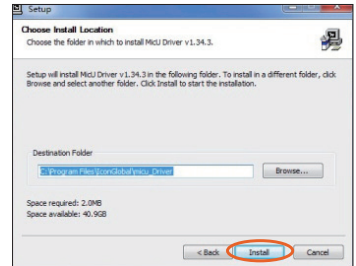 Setup
Choose Install Location
Choose the folder in which to install MicU Driver v1.34.3.
Setup will install MicU Driver v1.34.3 in the following folder. To install in a different folder, click
Browse and select another folder. Click Install to start the installation.
Destination Folder
C:\Program Files\IconGlobal\micu_Driver
Browse...
Space required: 2.0MB
Space available: 40.9GB
< Back
Install
Cancel